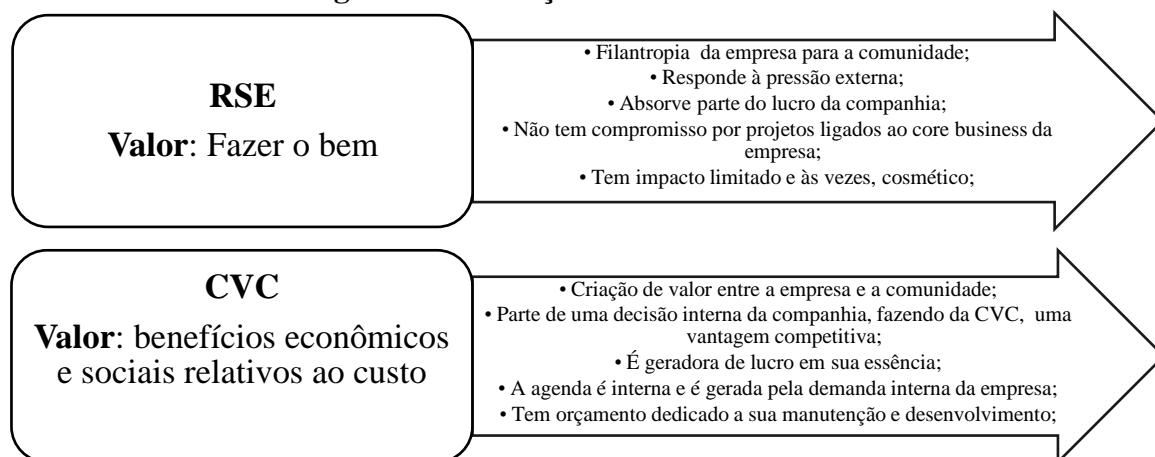 RSE
Valor: Fazer o bem
• Filantropia da empresa para a comunidade;
• Responde à pressão externa;
• Absorve parte do lucro da companhia;
• Não tem compromisso por projetos ligados ao core business da
empresa;
• Tem impacto limitado e às vezes, cosmético;
CVC
Valor: benefícios econômicos
e sociais relativos ao custo
• Criação de valor entre a empresa e a comunidade;
• Parte de uma decisão interna da companhia, fazendo da CVC, uma
vantagem competitiva;
• É geradora de lucro em sua essência;
• A agenda é interna e é gerada pela demanda interna da empresa;
• Tem orçamento dedicado a sua manutenção e desenvolvimento;